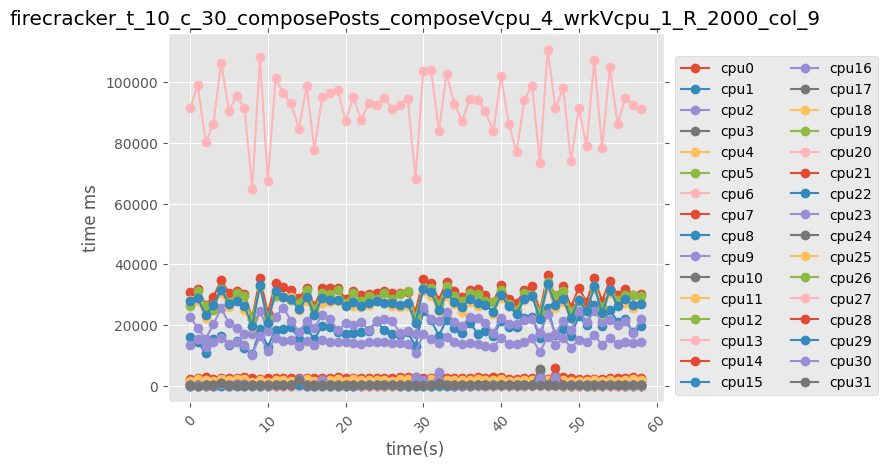 firecracker_t_10_c_30_composePosts_composeVcpu_4_wrkVcpu_1_R_2000_col_9
100000
80000
60000
40000
20000
0
time ms
0
10
20
30
40
50
60
time(s)
cpu0
cpu1
cpu2
cpu3
cpu4
cpu5
cpu6
cpu7
cpu8
cpu9
cpu10
cpu11
cpu12
cpu13
cpu14
cpu15
cpu16
cpu17
cpu18
cpu19
cpu20
cpu21
cpu22
cpu23
cpu24
cpu25
cpu26
cpu27
cpu28
cpu29
cpu30
cpu31